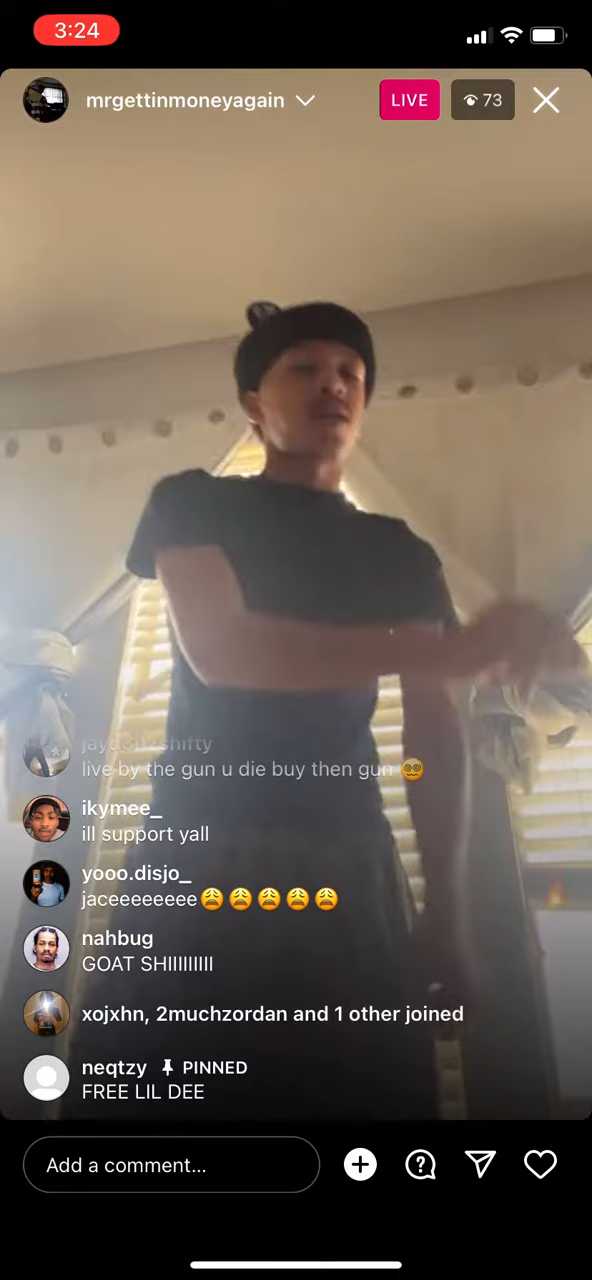 3:24
mrgettinmoneyagain
LIVE
73
live by the gun u die buy then gun 😵‍💫
ikymee_
ill support yall
yooo.disjo_
jaceeeeeeee😩😩😩😩😩
nahbug
GOAT SHIIIIIIIII
xojxhn, 2muchzordan and 1 other joined
neqtzy PINNED
FREE LIL DEE
Add a comment...